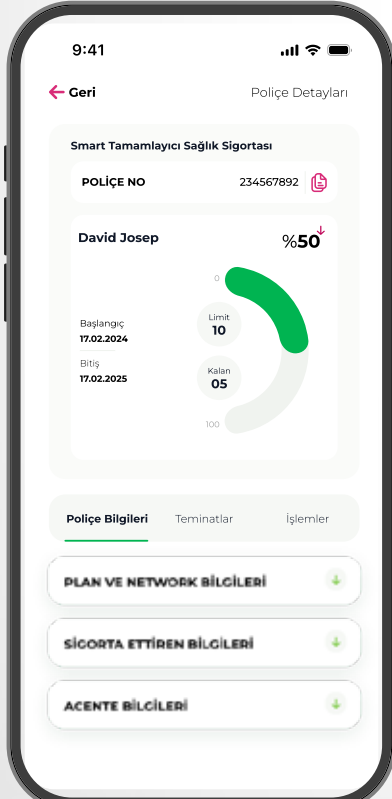 9:41
Geri
Poliçe Detayları
Smart Tamamlayıcı Sağlık Sigortası
POLİÇE NO 234567892
David Josep
%50
0
Başlangıç
17.02.2024
Limit
10
Bitiş
17.02.2025
Kalan
05
100
Poliçe Bilgileri Teminatlar İşlemler
PLAN VE NETWORK BİLGİLERİ
SİGORTA ETTİREN BİLGİLERİ
ACENTE BİLGİLERİ